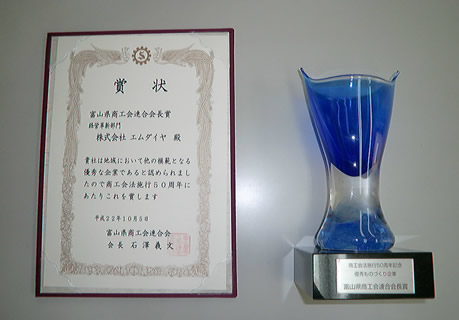 賞状
富山県商工会連合会長賞
経営革新部門
株式会社 エムダイヤ 殿
貴社は地域において他の模範となる
優秀な企業であると認められまし
たので商工会法施行50周年に
あたりこれを賞します
平成22年10月5日
富山県商工会連合会
会長 石澤義文
商工会法施行50周年記念
優秀ものづくり企業
富山県商工会連合会長賞